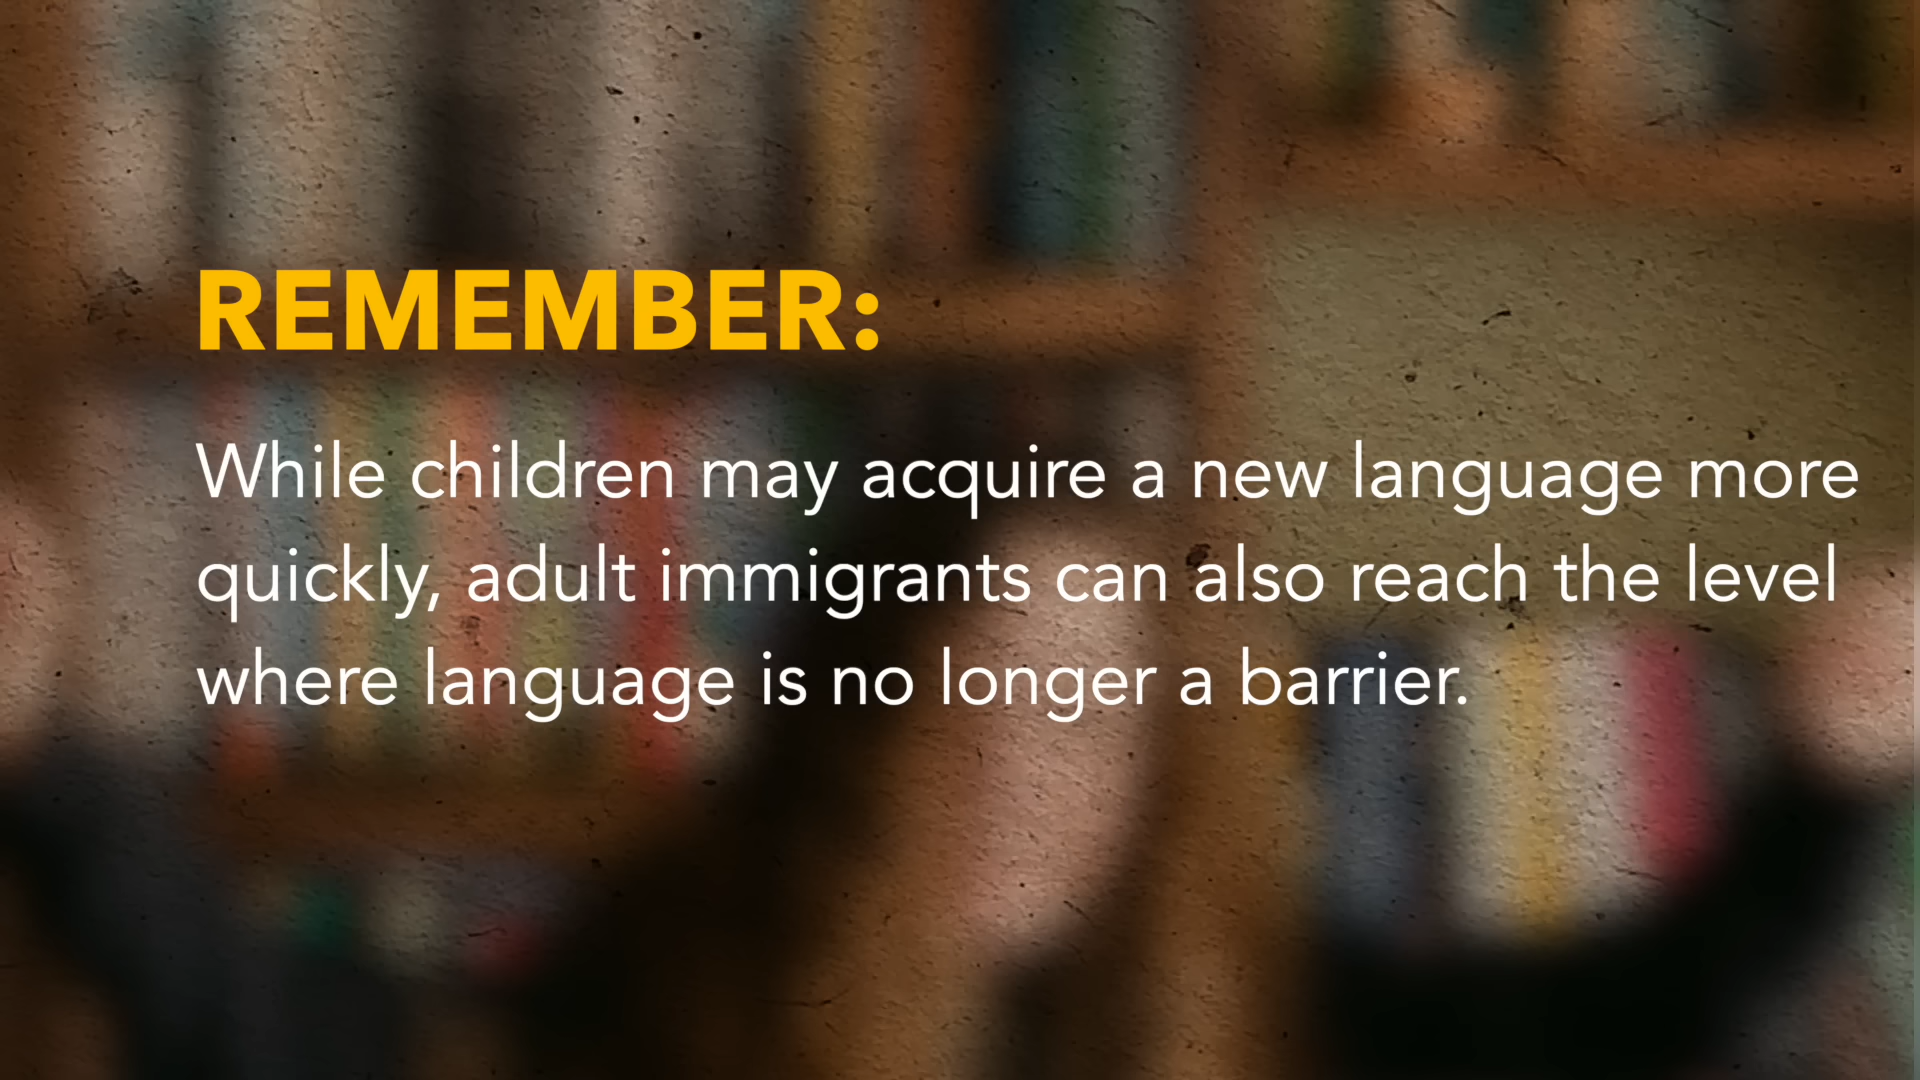 REMEMBER:
While children may acquire a new language more
quickly, adult immigrants can also reach the level
where language is no longer a barrier.